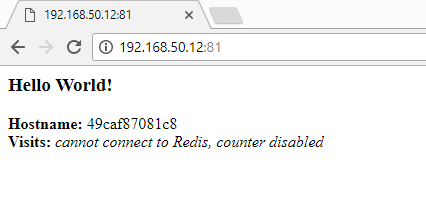 192.168.50.12:81
192.168.50.12:81
Hello World!
Hostname: 49caf87081c8
Visits: cannot connect to Redis, counter disabled